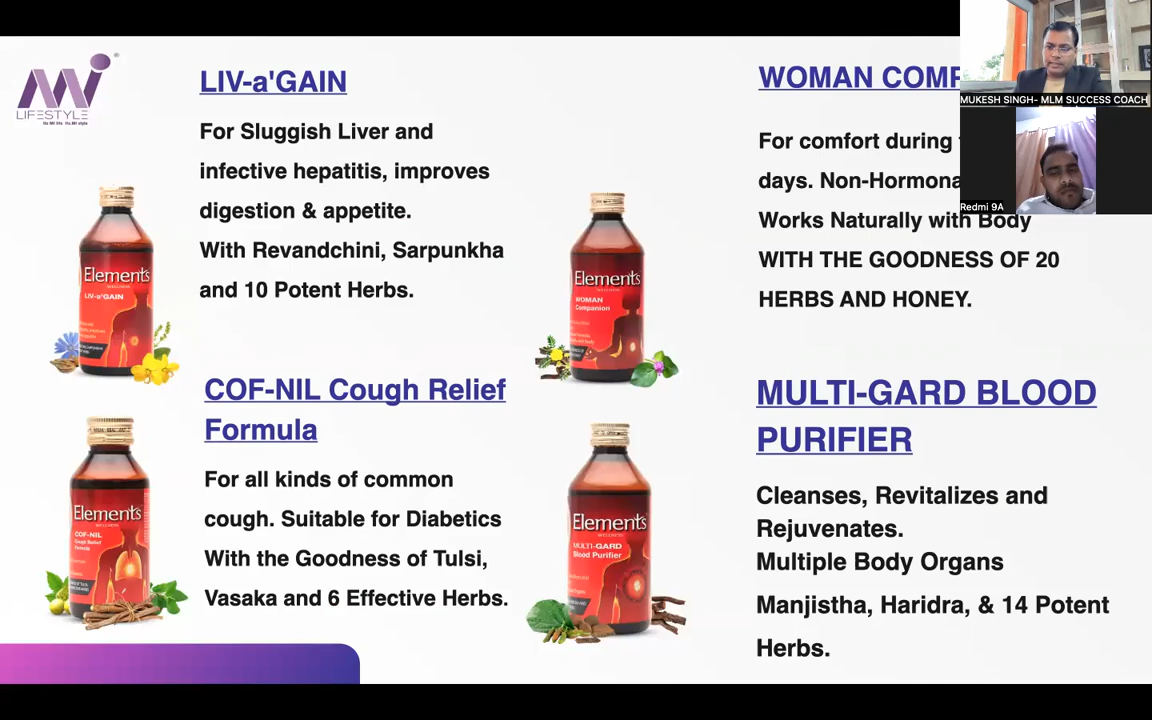 Mi
LIFESTYLE
LIV-a'GAIN
For Sluggish Liver and
infective hepatitis, improves
digestion & appetite.
With Revandchini, Sarpunkha
and 10 Potent Herbs.
Elements
WELLNESS
LIV-a'GAIN
WOMAN COMP
For comfort during
days. Non-Hormona
Works Naturally with Body
WITH THE GOODNESS OF 20
HERBS AND HONEY.
Elements
WELLNESS
WOMAN
Companion
MUKESH SINGH- MLM SUCCESS COACH
Redmi 9A
COF-NIL Cough Relief
Formula
For all kinds of common
cough. Suitable for Diabetics
With the Goodness of Tulsi,
Vasaka and 6 Effective Herbs.
Elements
WELLNESS
COF-NIL
Cough Relief
Formula
MULTI-GARD BLOOD
PURIFIER
Cleanses, Revitalizes and
Rejuvenates.
Multiple Body Organs
Manjistha, Haridra, & 14 Potent
Herbs.
Elements
WELLNESS
MULTI-GARD
Blood Purifier